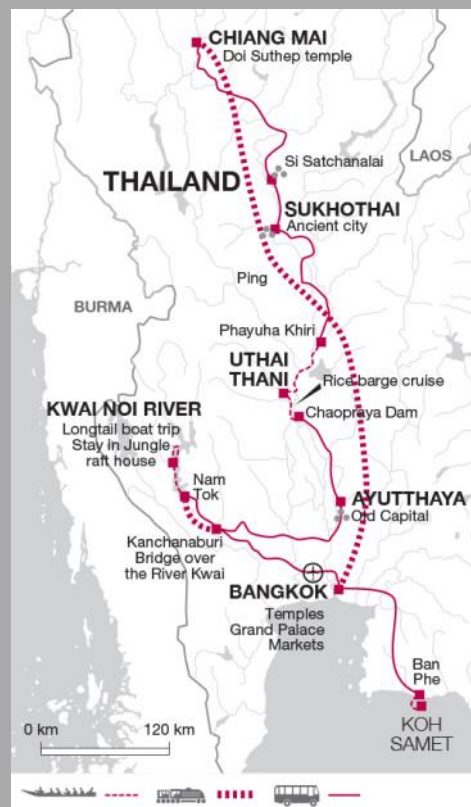 CHIANG MAI
Doi Suthep temple
Si Satchanalai
LAOS
THAILAND
SUKHOTHAI
Ancient city
Ping
BURMA
Phayuha Khiri
UTHAI
THANI
Rice barge cruise
KWAI NOI RIVER
Chaopraya Dam
Longtail boat trip
Stay in Jungle
raft house
Nam
Tok
AYUTTHAYA
Old Capital
Kanchanaburi
Bridge over
the River Kwai
BANGKOK
Temples
Grand Palace
Markets
Ban
Phe
KOH
SAMET
0 km 120 km